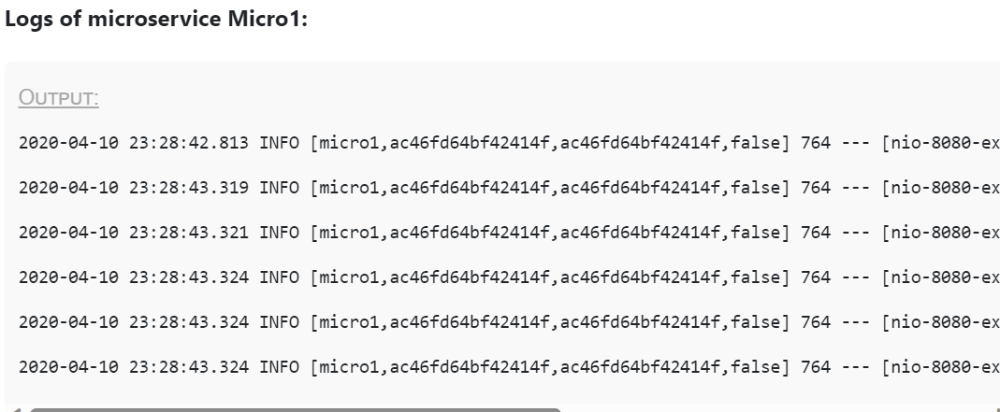 Logs of microservice Micro1:
OUTPUT:
2020-04-10 23:28:42.813 INFO [micro1,ac46fd64bf42414f,ac46fd64bf42414f,false] 764 --- [nio-8080-ex
2020-04-10 23:28:43.319 INFO [micro1,ac46fd64bf42414f,ac46fd64bf42414f,false] 764 --- [nio-8080-ex
2020-04-10 23:28:43.321 INFO [micro1,ac46fd64bf42414f,ac46fd64bf42414f,false] 764 --- [nio-8080-ex
2020-04-10 23:28:43.324 INFO [micro1,ac46fd64bf42414f,ac46fd64bf42414f,false] 764 --- [nio-8080-ex
2020-04-10 23:28:43.324 INFO [micro1,ac46fd64bf42414f,ac46fd64bf42414f,false] 764 --- [nio-8080-ex
2020-04-10 23:28:43.324 INFO [micro1,ac46fd64bf42414f,ac46fd64bf42414f,false] 764 --- [nio-8080-ex